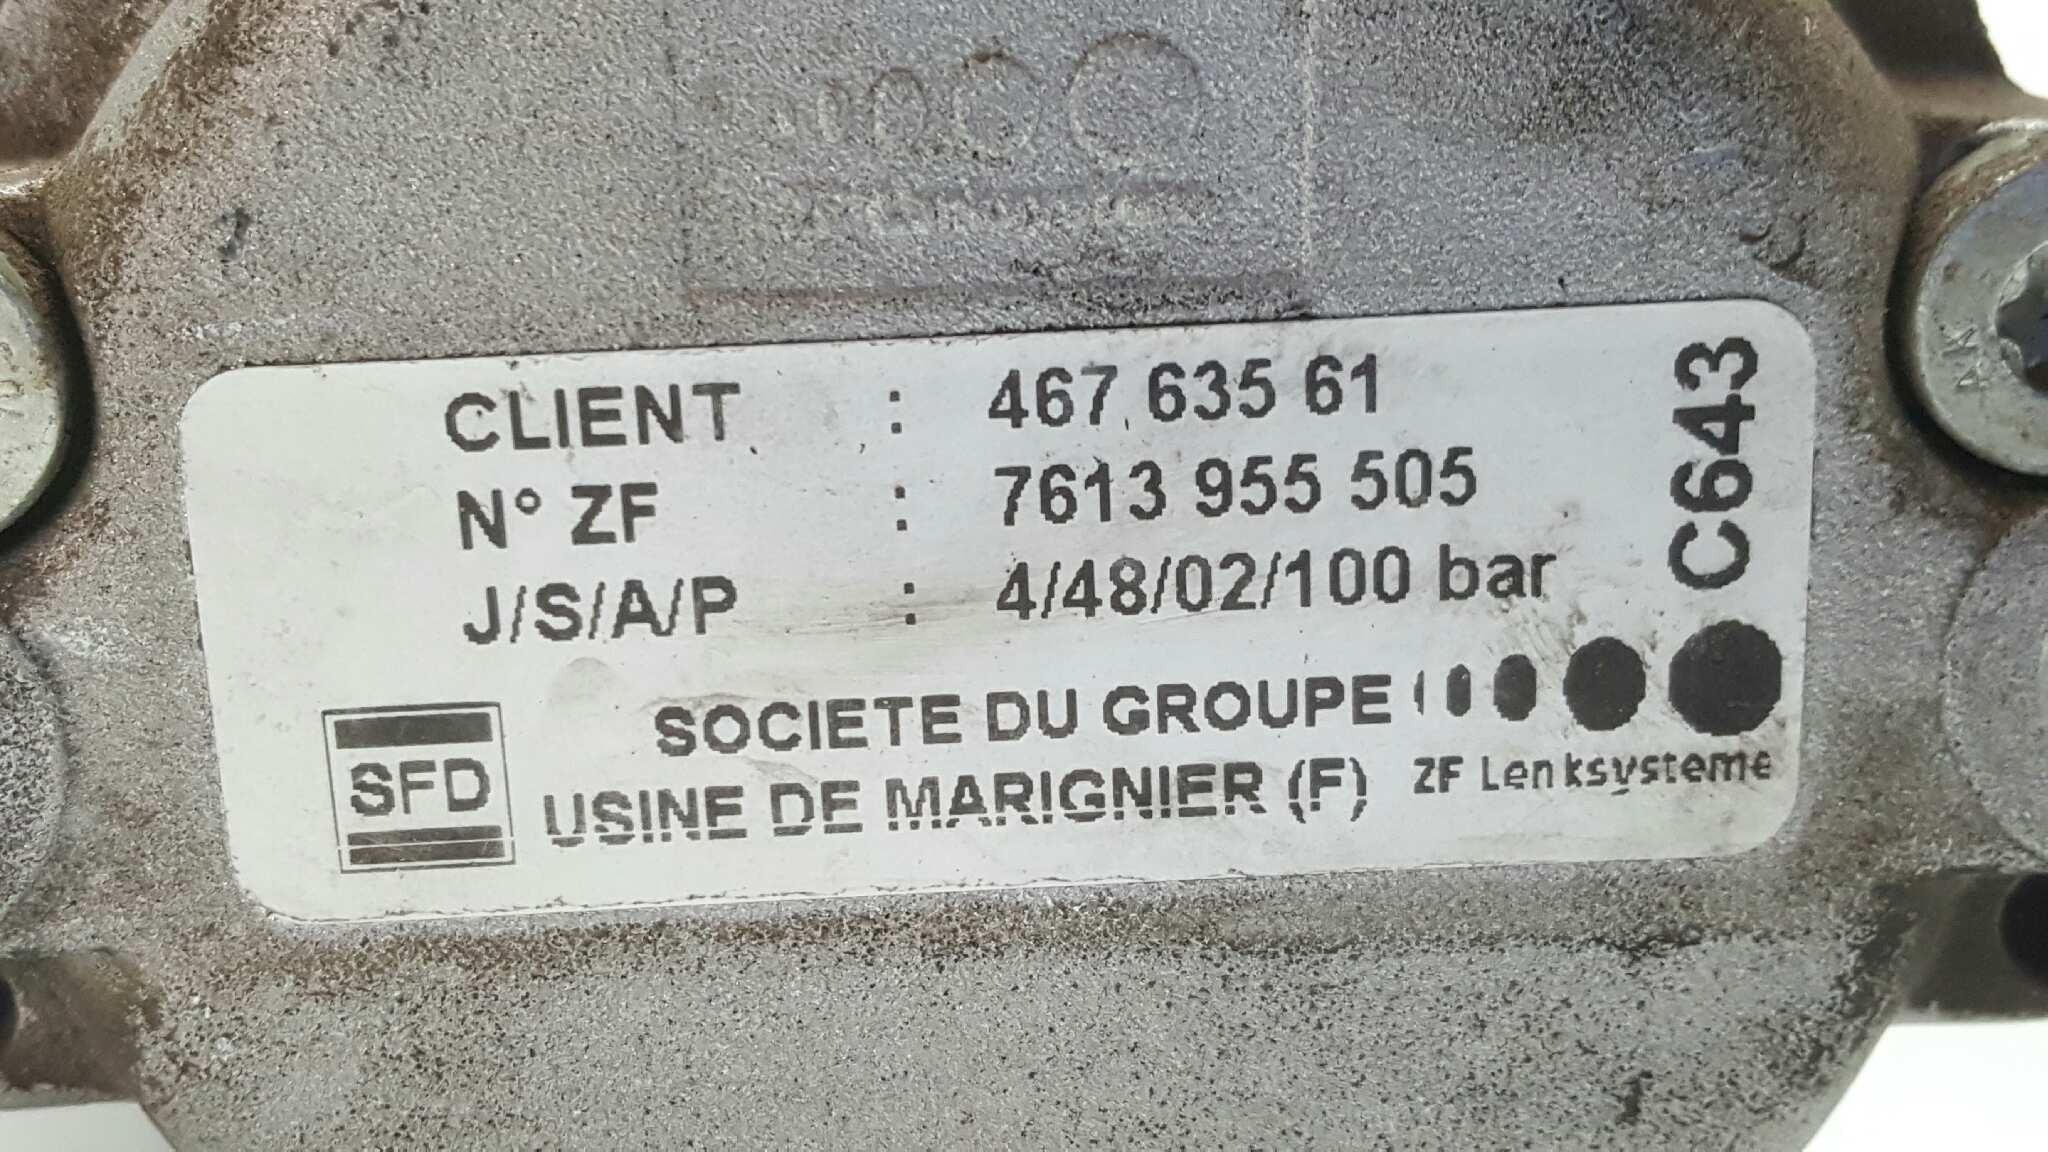 CLIENT : 467 635 61
N° ZF : 7613 955 505
J/S/A/P : 4/48/02/100 bar
C643
SFD
SOCIETE DU GROUPE
USINE DE MARIGNIER (F)
ZF Lenksysteme